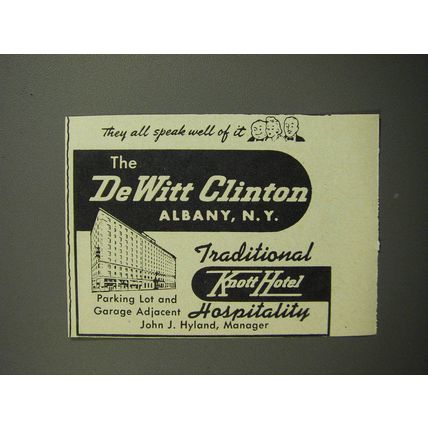 They all speak well of it
The
DeWitt Clinton
ALBANY, N.Y.
Traditional
Knott Hotel
Hospitality
Parking Lot and
Garage Adjacent
John J. Hyland, Manager